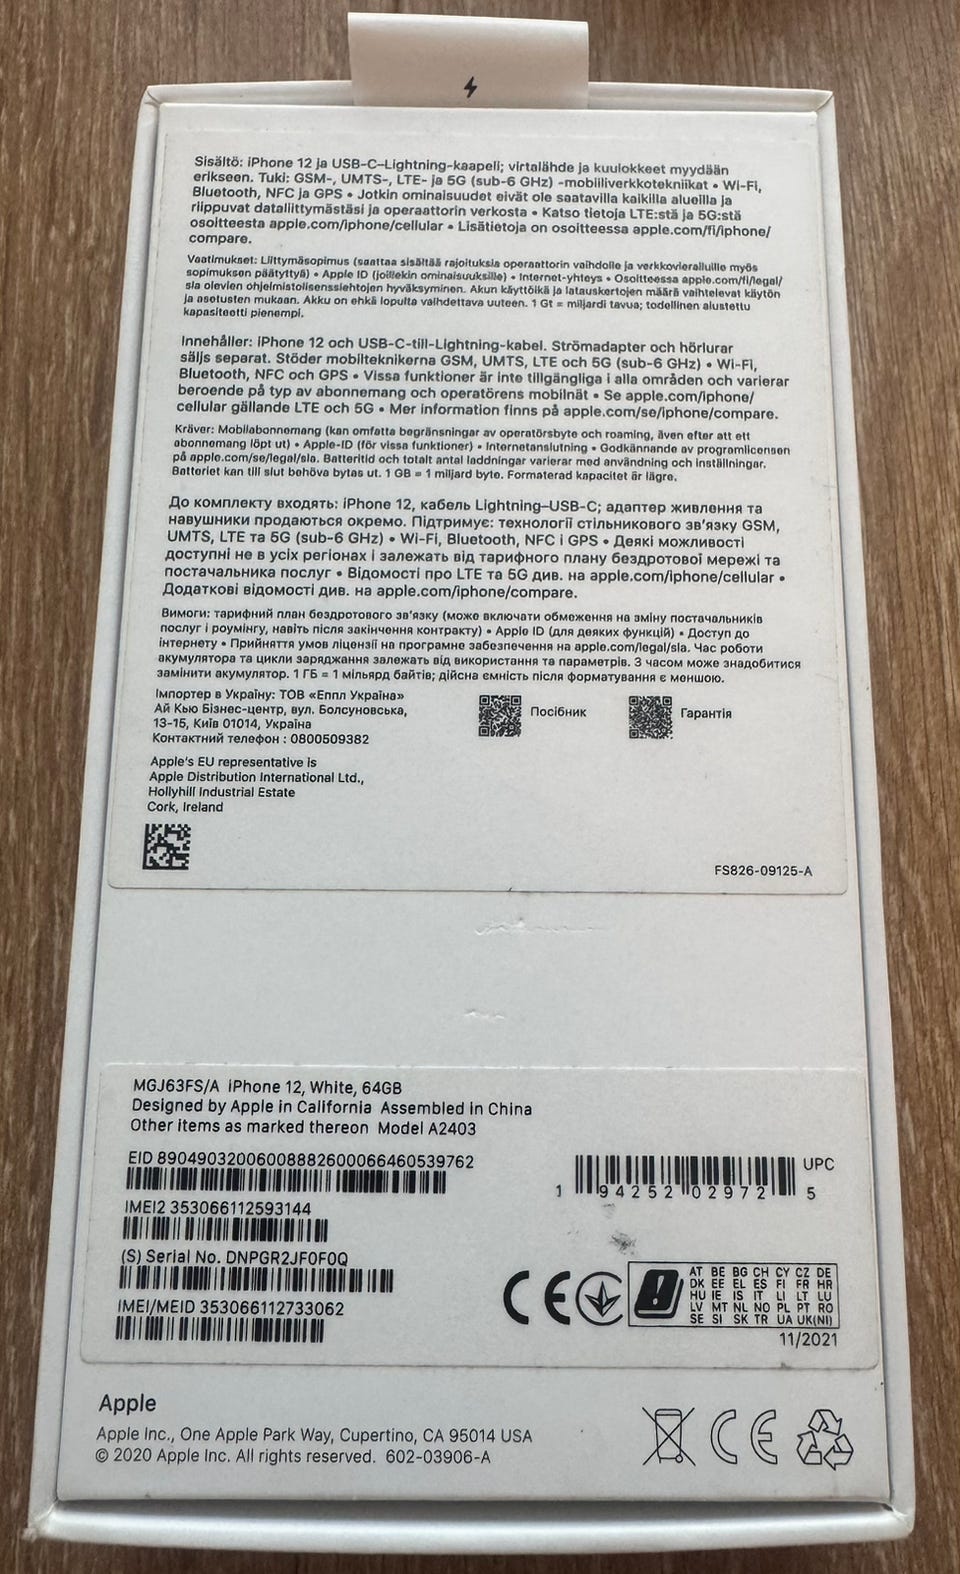 Sisältö: iPhone 12 ja USB-C–Lightning-kaapeli; virtalähde ja kuulokkeet myydään
erikseen. Tuki: GSM-, UMTS-, LTE- ja 5G (sub-6 GHz) -mobiiliverkkotekniikat • Wi-Fi,
Bluetooth, NFC ja GPS • Jotkin ominaisuudet eivät ole saatavilla kaikilla alueilla ja
riippuvat dataliittymästäsi ja operaattorin verkosta • Katso tietoja LTE:stä ja 5G:stä
osoitteesta apple.com/iphone/cellular • Lisätietoja on osoitteessa apple.com/fi/iphone/
compare.
Vaatimukset: Liittymäsopimus (saattaa sisältää rajoituksia operaattorin vaihdolle ja verkkovierailulle myös
sopimuksen päätyttyä) • Apple ID (joillekin ominaisuuksille) • Internet-yhteys • Osoitteessa apple.com/fi/legal/
sla olevien ohjelmistolisenssiehtojen hyväksyminen. Akun käyttöikä ja latauskertojen määrä vaihtelevat käytön
ja asetusten mukaan. Akku on ehkä lopulta vaihdettava uuteen. 1 Gt = miljardi tavua; todellinen alustettu
kapasiteetti pienempi.
Innehåller: iPhone 12 och USB-C-till-Lightning-kabel. Strömadapter och hörlurar
säljs separat. Stöder mobilteknikerna GSM, UMTS, LTE och 5G (sub-6 GHz) • Wi-Fi,
Bluetooth, NFC och GPS • Vissa funktioner är inte tillgängliga i alla områden och varierar
beroende på typ av abonnemang och operatörens mobilnät • Se apple.com/iphone/
cellular gällande LTE och 5G • Mer information finns på apple.com/se/iphone/compare.
Kräver: Mobilabonnemang (kan omfatta begränsningar av operatörsbyte och roaming, även efter att ett
abonnemang löpt ut) • Apple-ID (för vissa funktioner) • Internetanslutning • Godkännande av programlicensen
på apple.com/se/legal/sla. Batteritid och totalt antal laddningar varierar med användning och inställningar.
Batteriet kan till slut behöva bytas ut. 1 GB = 1 miljard byte. Formaterad kapacitet är lägre.
До комплекту входять: iPhone 12, кабель Lightning–USB-C; адаптер живлення та
навушники продаються окремо. Підтримує: технології стільникового зв'язку GSM,
UMTS, LTE та 5G (sub-6 GHz) • Wi-Fi, Bluetooth, NFC і GPS • Деякі можливості
доступні не в усіх регіонах і залежать від тарифного плану бездротової мережі та
постачальника послуг • Відомості про LTE та 5G див. на apple.com/iphone/cellular •
Додаткові відомості див. на apple.com/iphone/compare.
Вимоги: тарифний план бездротового зв'язку (може включати обмеження на зміну постачальників
послуг і роумінгу, навіть після закінчення контракту) • Apple ID (для деяких функцій) • Доступ до
інтернету • Прийняття умов ліцензії на програмне забезпечення на apple.com/legal/sla. Час роботи
акумулятора та цикли заряджання залежать від використання та параметрів. З часом може знадобитися
замінити акумулятор. 1 ГБ = 1 мільярд байтів; дійсна ємність після форматування є меншою.
Імпортер в Україну: ТОВ «Еппл Україна»
Ай Кью Бізнес-центр, вул. Болсуновська,
13-15, Київ 01014, Україна
Контактний телефон : 0800509382
Посібник
Гарантія
Apple's EU representative is
Apple Distribution International Ltd.,
Hollyhill Industrial Estate
Cork, Ireland
FS826-09125-A
MGJ63FS/A iPhone 12, White, 64GB
Designed by Apple in California Assembled in China
Other items as marked thereon Model A2403
EID 89049032006008882600066460539762
UPC
1 94252 02972 5
IMEI2 353066112593144
(S) Serial No. DNPGR2JF0F0Q
IMEI/MEID 353066112733062
CE
AT BE BG CH CY CZ DE
DK EE EL ES FI FR HR
HU IE IS IT LI LT LU
LV MT NL NO PL PT RO
SE SI SK TR UA UK(NI)
11/2021
Apple
Apple Inc., One Apple Park Way, Cupertino, CA 95014 USA
© 2020 Apple Inc. All rights reserved. 602-03906-A
CE